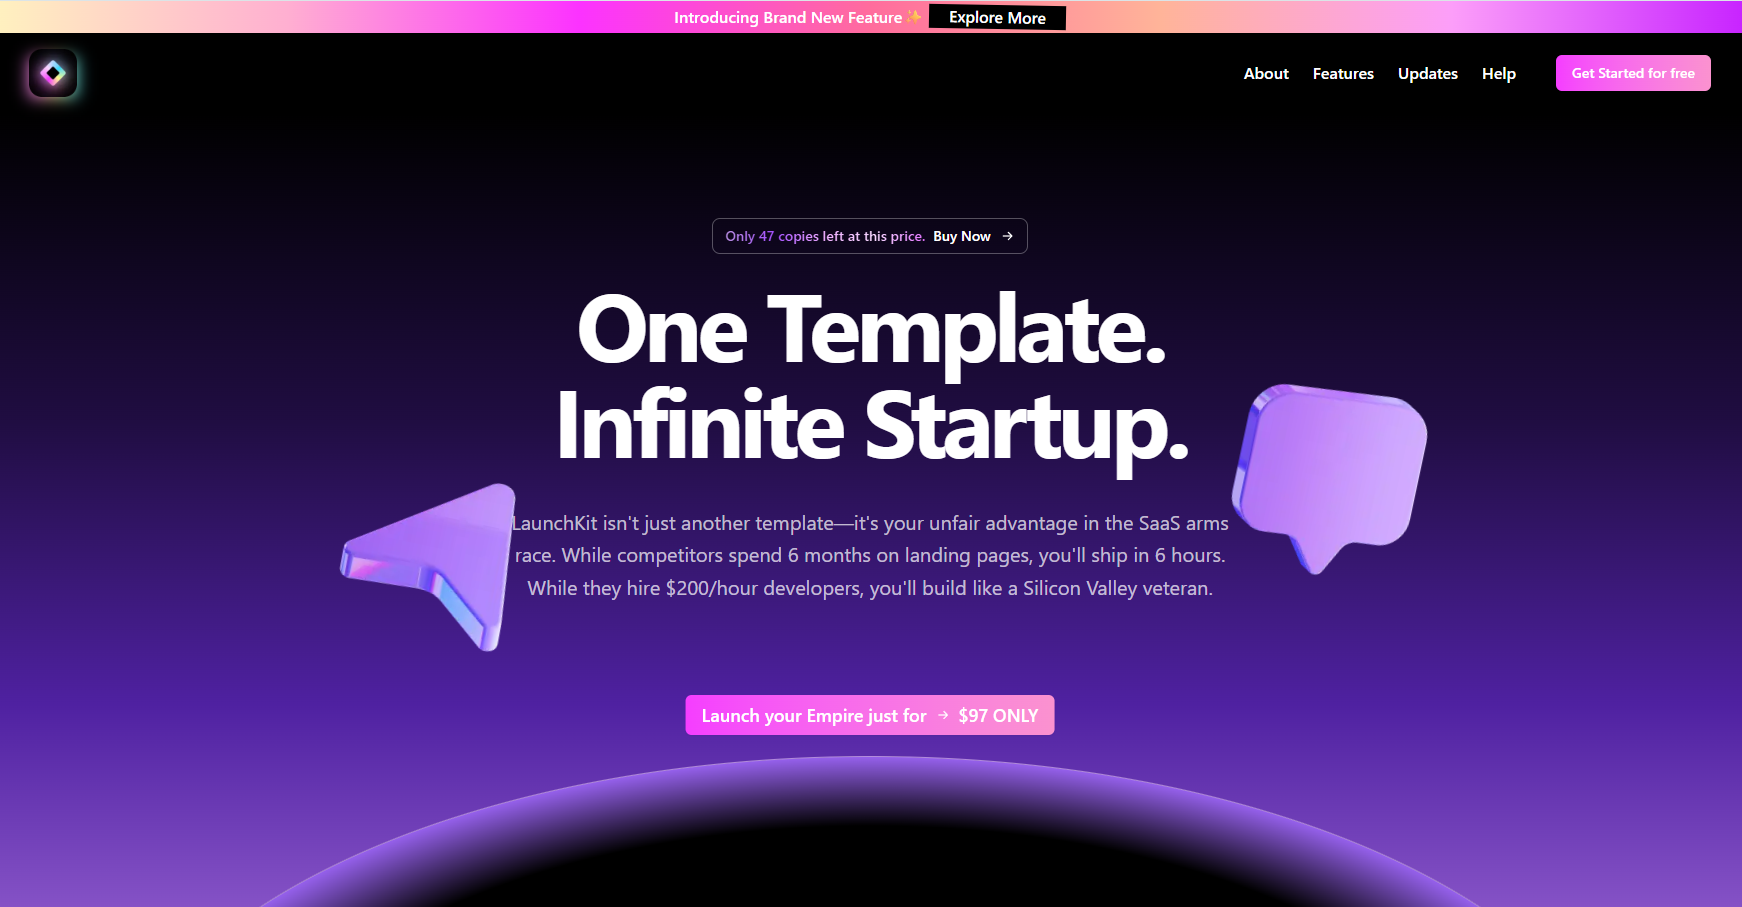 Introducing Brand New Feature ✨ Explore More
About Features Updates Help Get Started for free
Only 47 copies left at this price. Buy Now →
One Template.
Infinite Startup.
LaunchKit isn't just another template—it's your unfair advantage in the SaaS arms
race. While competitors spend 6 months on landing pages, you'll ship in 6 hours.
While they hire $200/hour developers, you'll build like a Silicon Valley veteran.
Launch your Empire just for → $97 ONLY